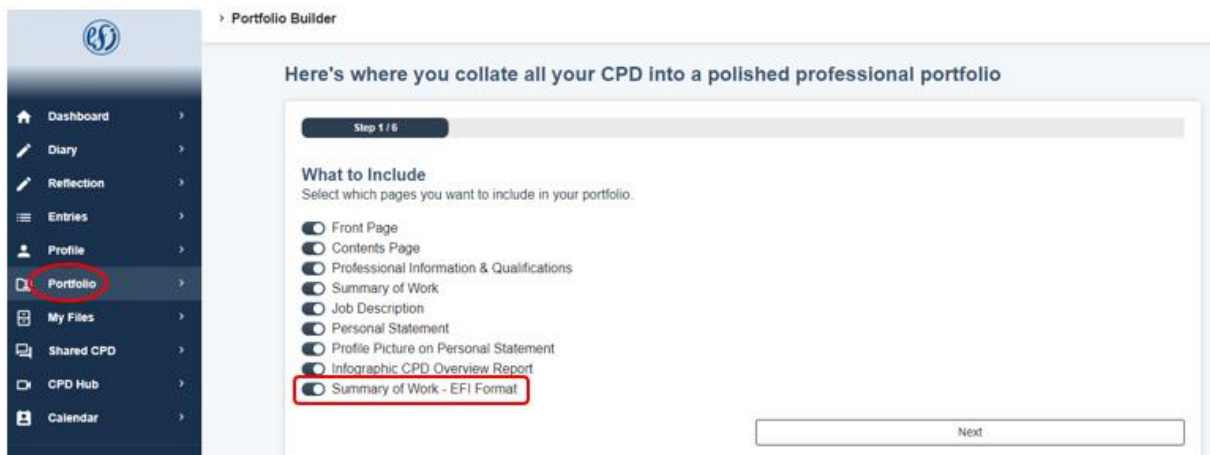 efi
› Portfolio Builder
Here's where you collate all your CPD into a polished professional portfolio
Dashboard
Diary
Reflection
Entries
Profile
Portfolio
My Files
Shared CPD
CPD Hub
Calendar
Step 1 / 6
What to Include
Select which pages you want to include in your portfolio.
Front Page
Contents Page
Professional Information & Qualifications
Summary of Work
Job Description
Personal Statement
Profile Picture on Personal Statement
Infographic CPD Overview Report
Summary of Work - EFI Format
Next